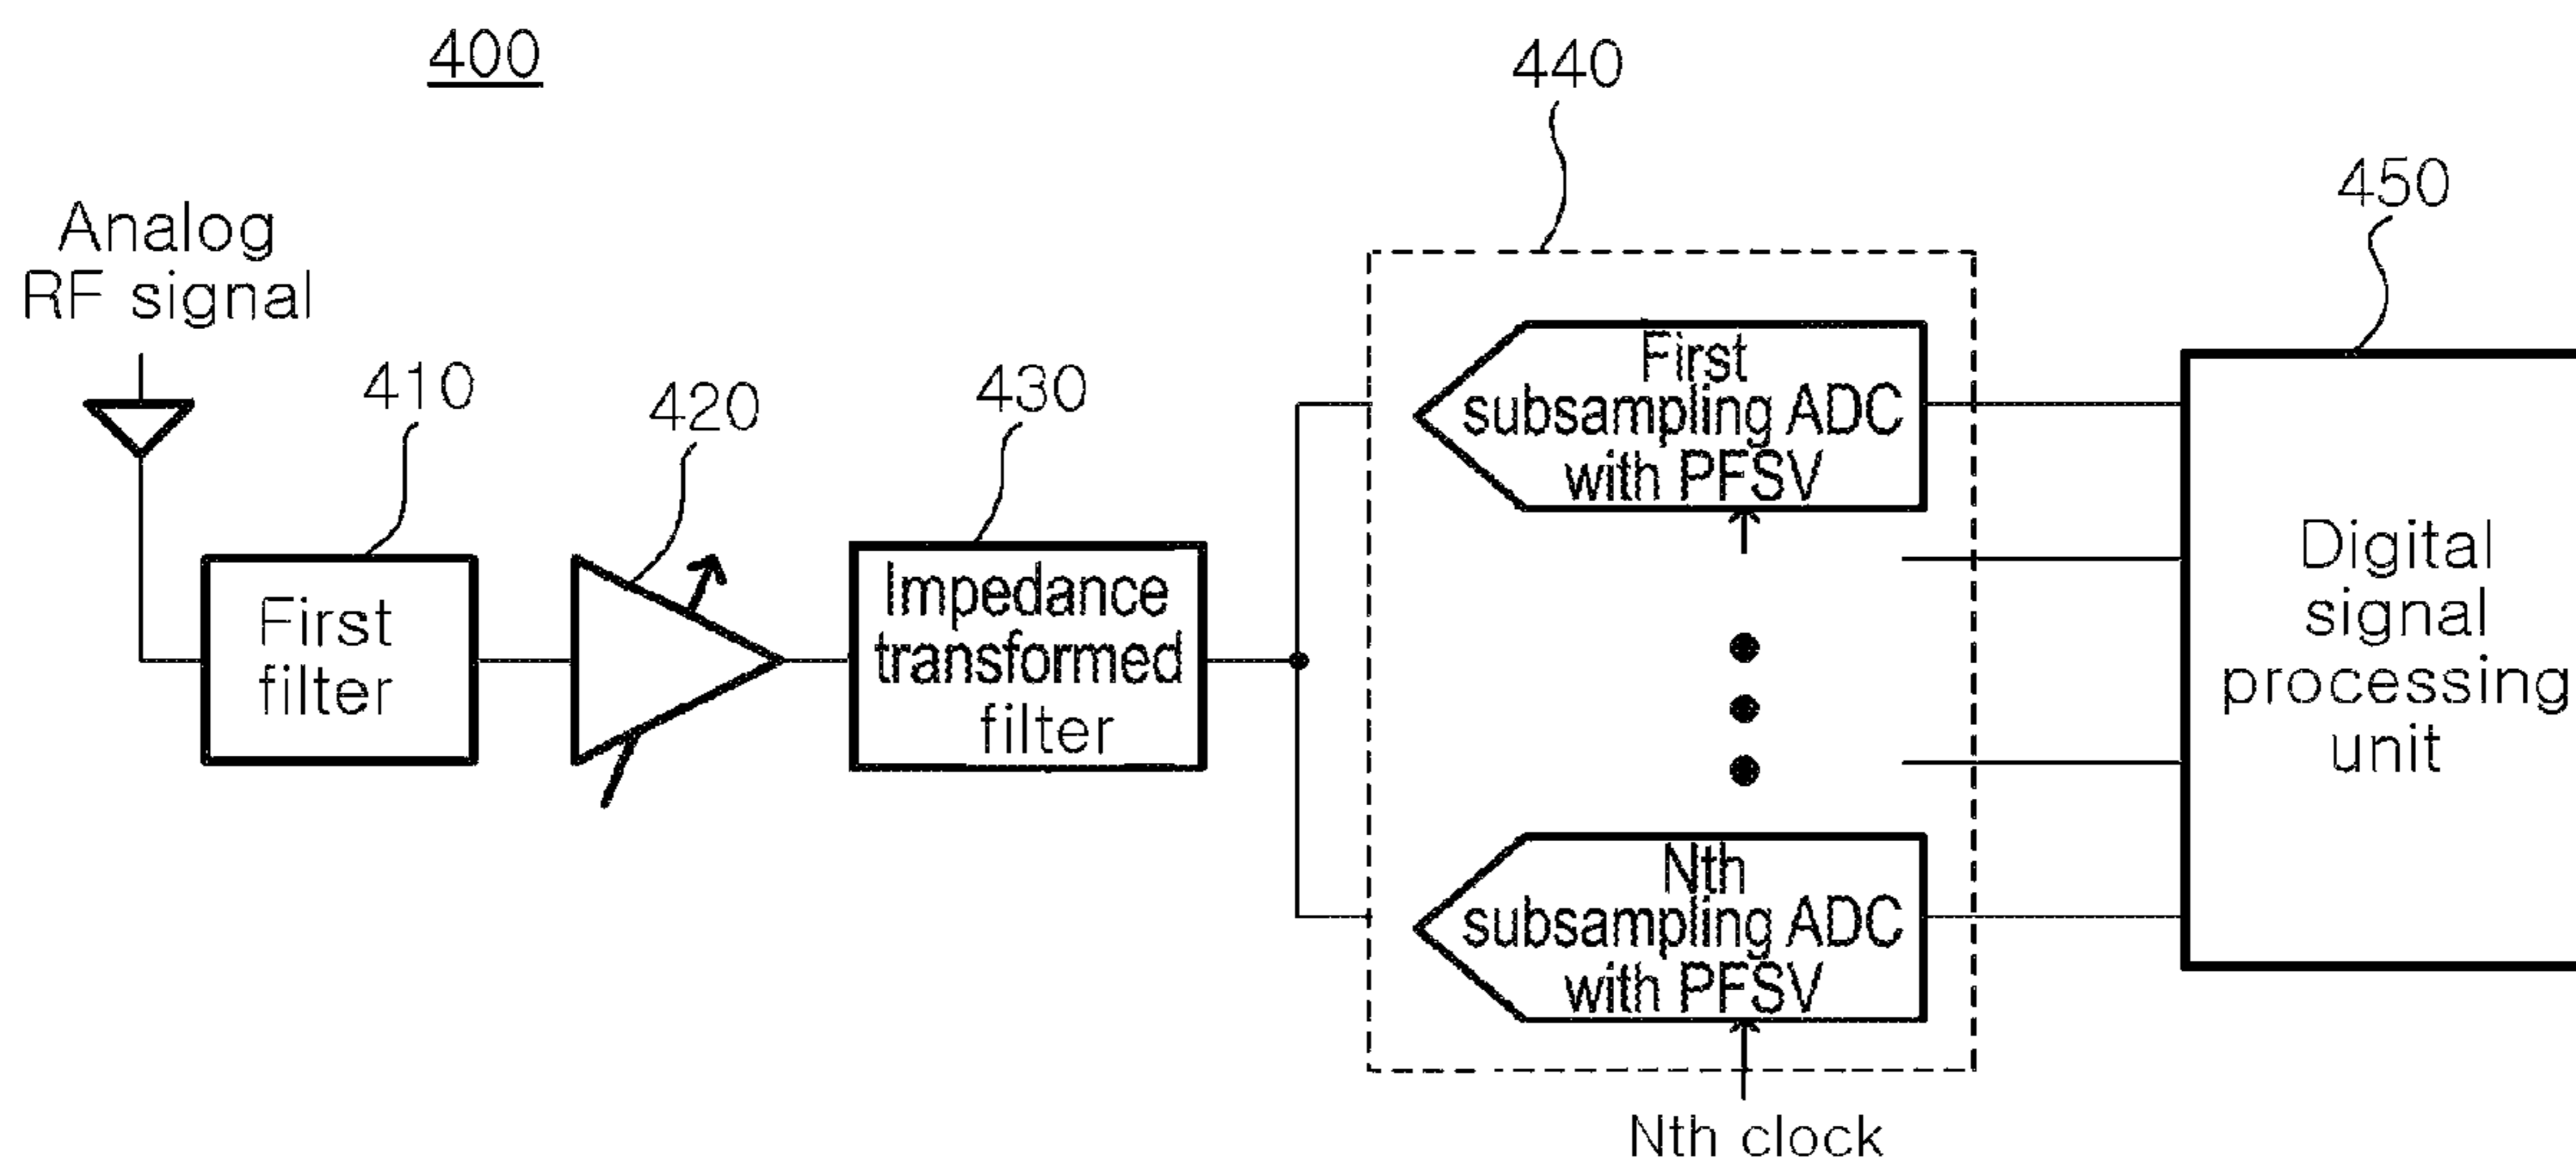 400
440
450
Analog
RF signal
410
420
430
First
filter
Impedance
transformed
filter
First
subsampling ADC
with PFSV
Nth
subsampling ADC
with PFSV
Nth clock
Digital
signal
processing
unit